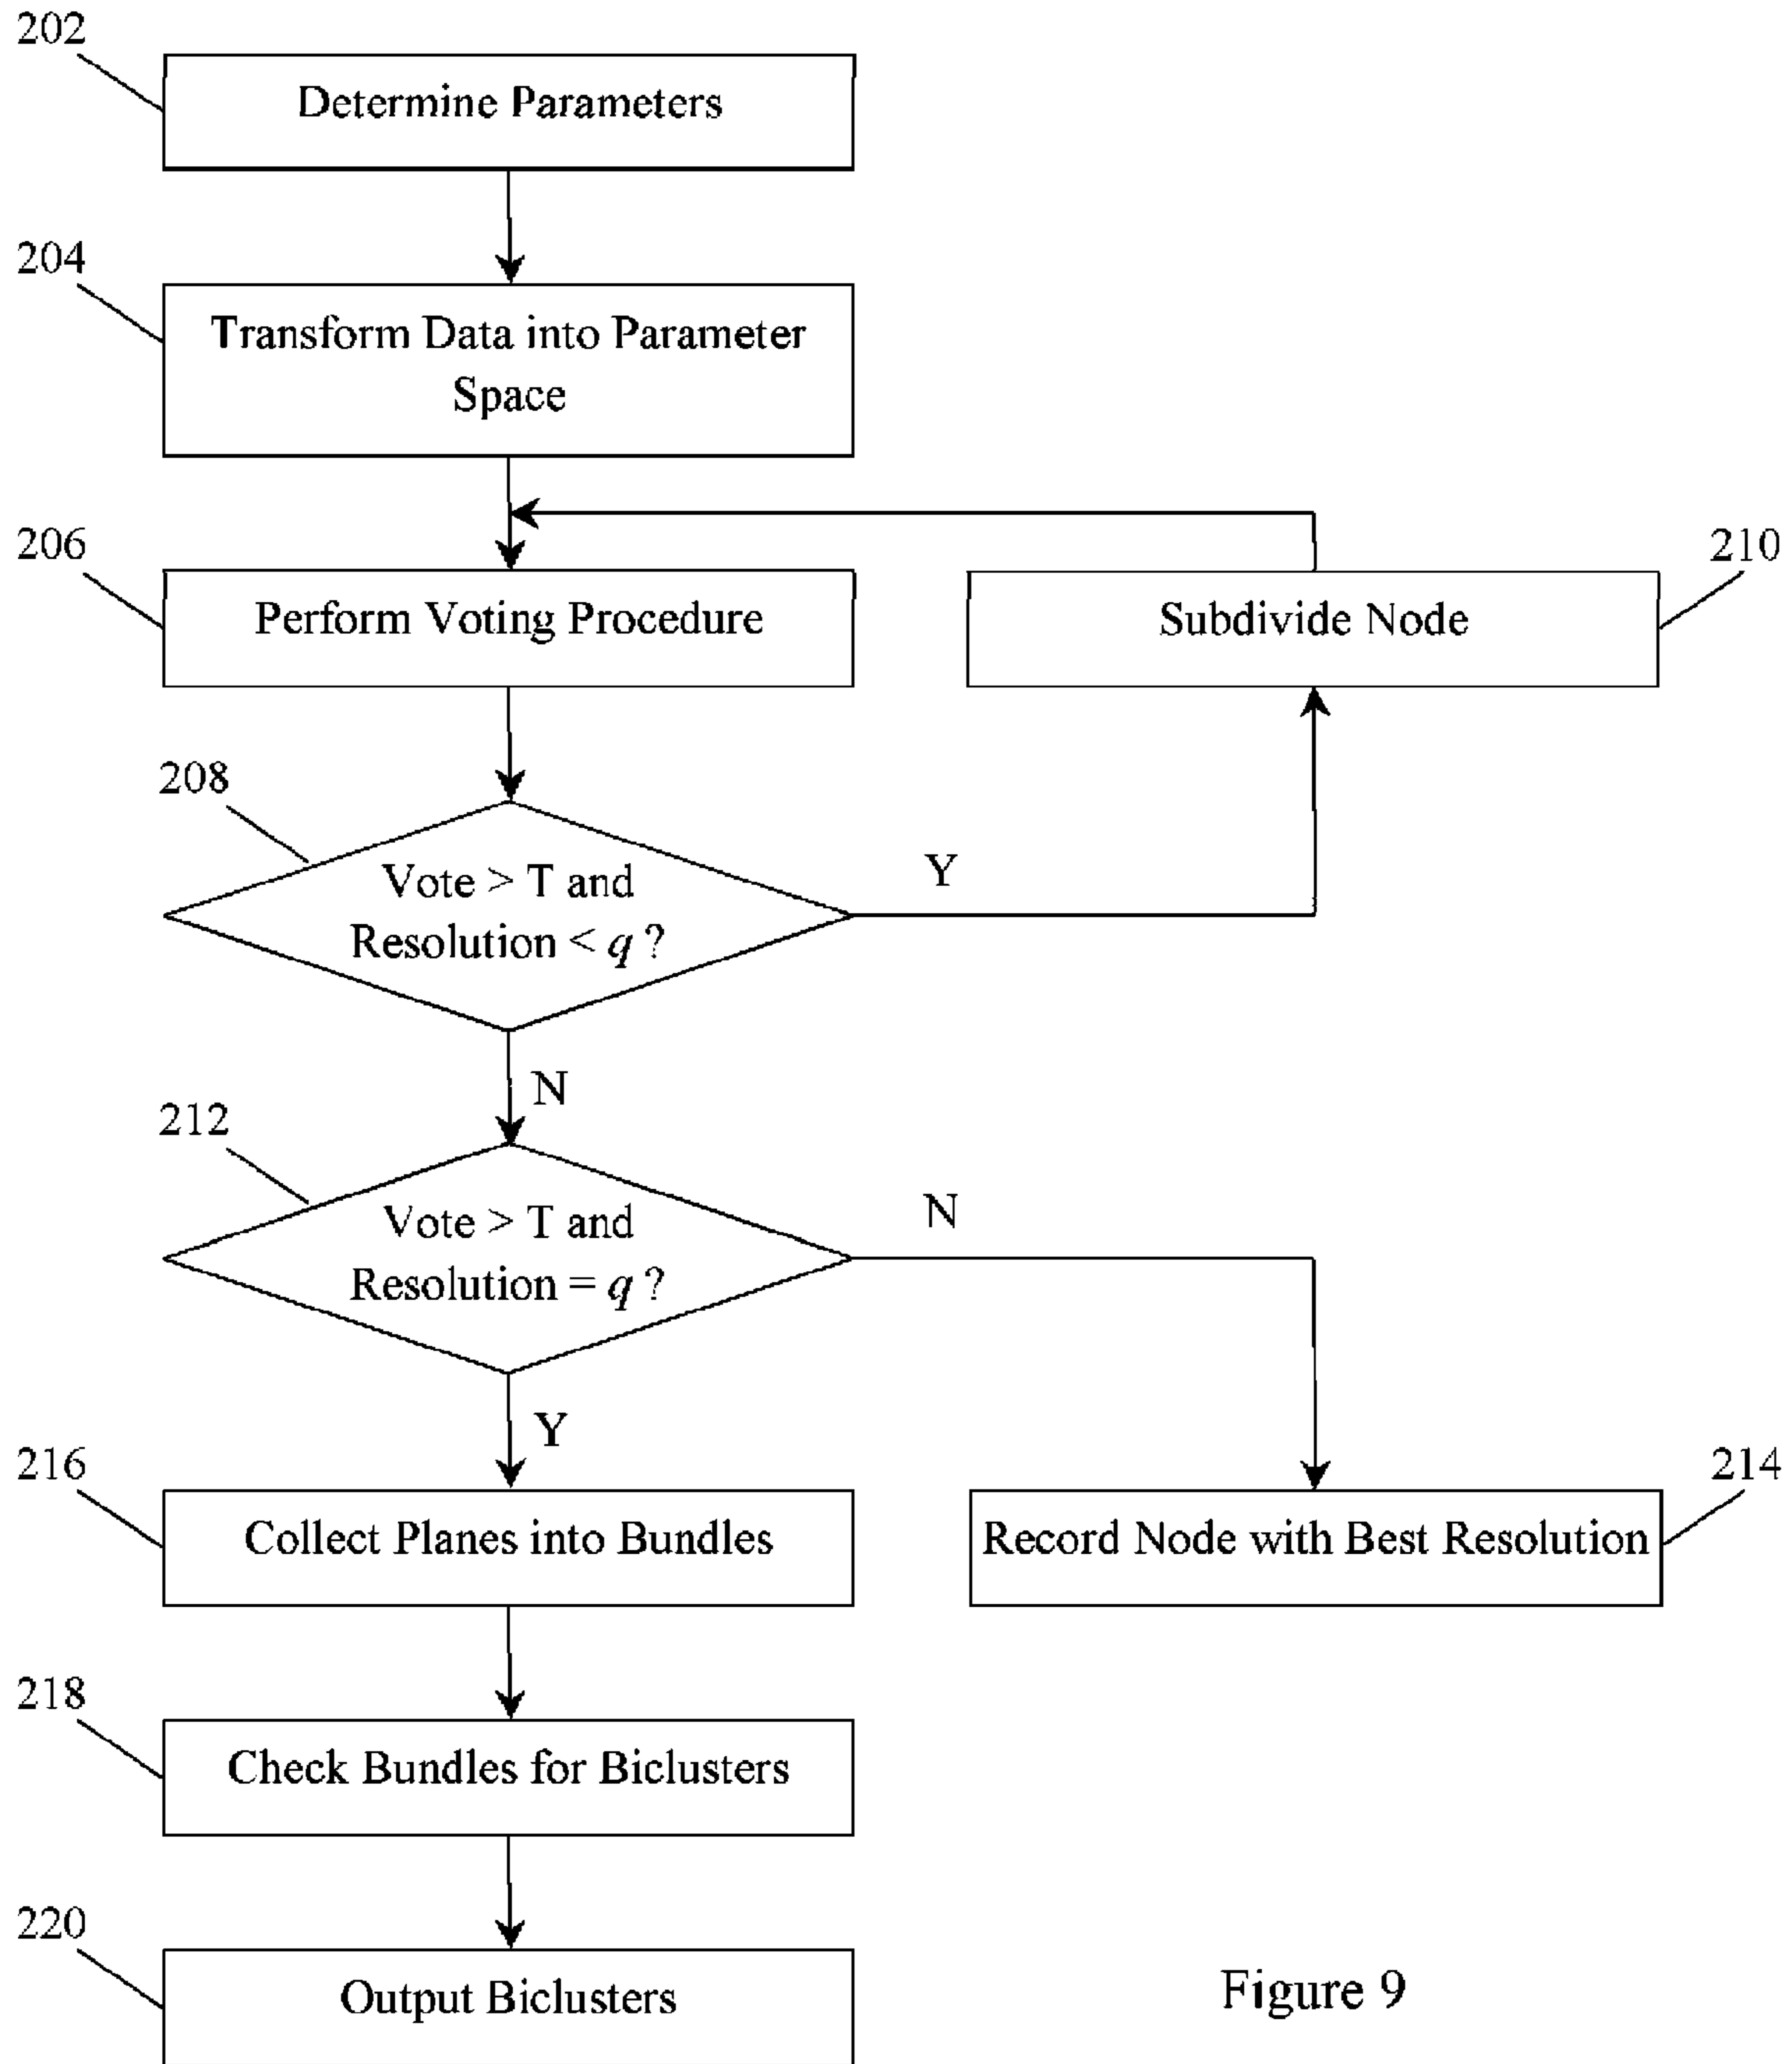 202
Determine Parameters
204
Transform Data into Parameter
Space
206
Perform Voting Procedure
210
Subdivide Node
208
Vote > T and
Resolution < q ?
Y
N
212
Vote > T and
Resolution = q ?
N
Y
216
Collect Planes into Bundles
214
Record Node with Best Resolution
218
Check Bundles for Biclusters
220
Output Biclusters
Figure 9